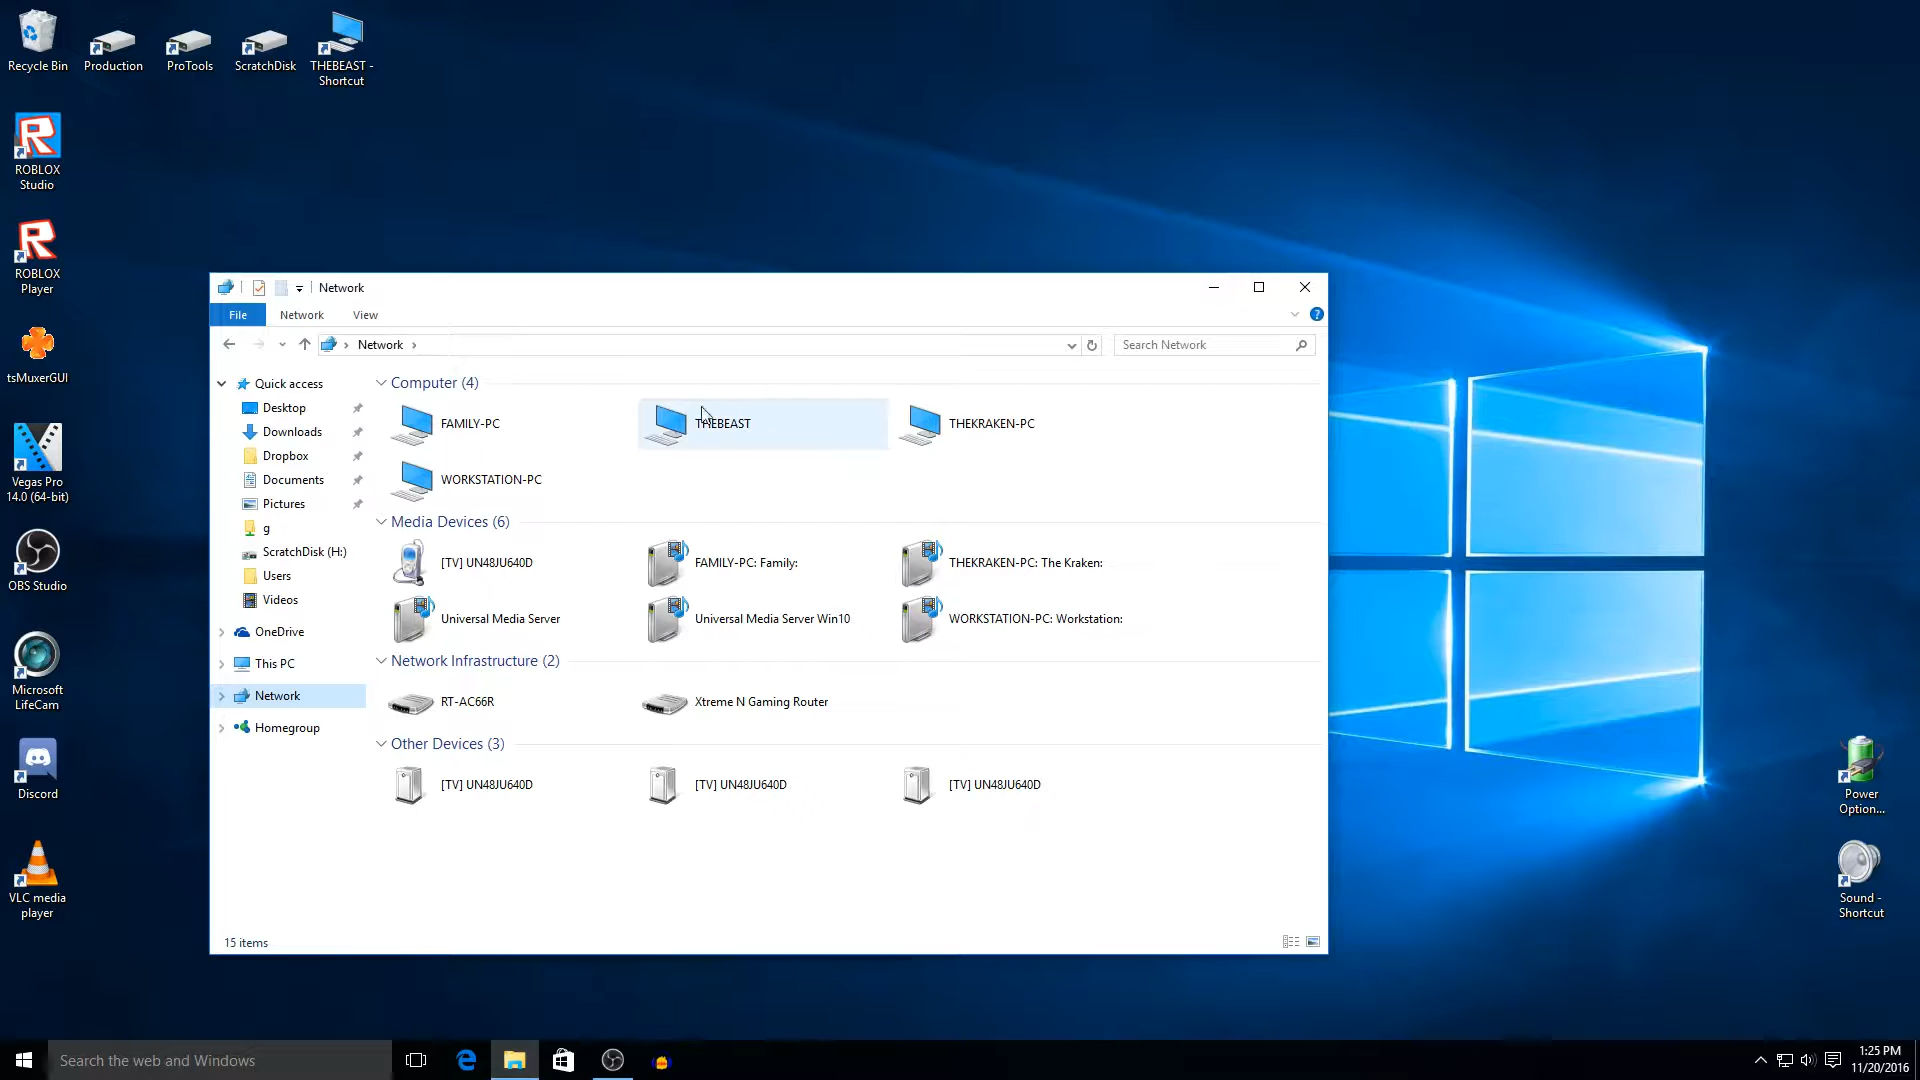 Recycle Bin
Production
ProTools
ScratchDisk
THEBEAST -
Shortcut
ROBLOX
Studio
ROBLOX
Player
tsMuxerGUI
Vegas Pro
14.0 (64-bit)
OBS Studio
Microsoft
LifeCam
Discord
VLC media
player
Network
File
Network
View
Network
Search Network
Quick access
Desktop
Downloads
Dropbox
Documents
Pictures
g
ScratchDisk (H:)
Users
Videos
OneDrive
This PC
Network
Homegroup
Computer (4)
FAMILY-PC
THEBEAST
THEKRAKEN-PC
WORKSTATION-PC
Media Devices (6)
[TV] UN48JU640D
FAMILY-PC: Family:
THEKRAKEN-PC: The Kraken:
Universal Media Server
Universal Media Server Win10
WORKSTATION-PC: Workstation:
Network Infrastructure (2)
RT-AC66R
Xtreme N Gaming Router
Other Devices (3)
[TV] UN48JU640D
[TV] UN48JU640D
[TV] UN48JU640D
15 items
Power
Option...
Sound -
Shortcut
Search the web and Windows
1:25 PM
11/20/2016